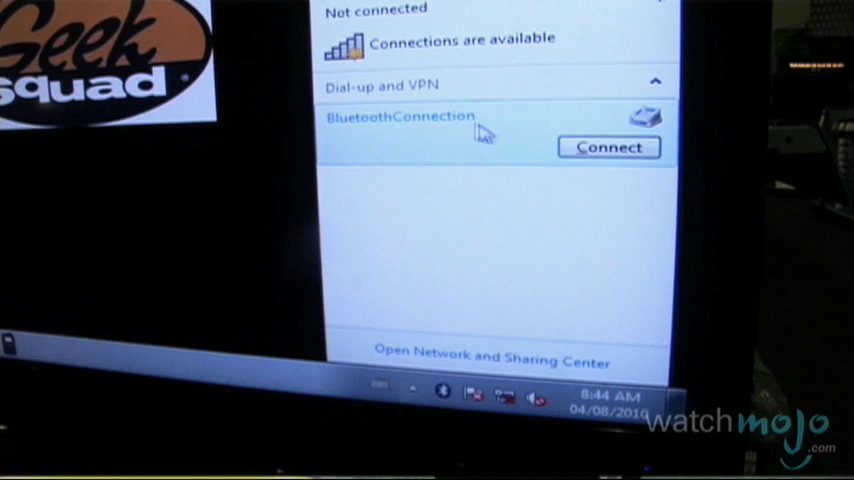 Geek
squad
Not connected
Connections are available
Dial-up and VPN
BluetoothConnection
Connect
Open Network and Sharing Center
8:44 AM
04/08/2010
watchmojo
.com